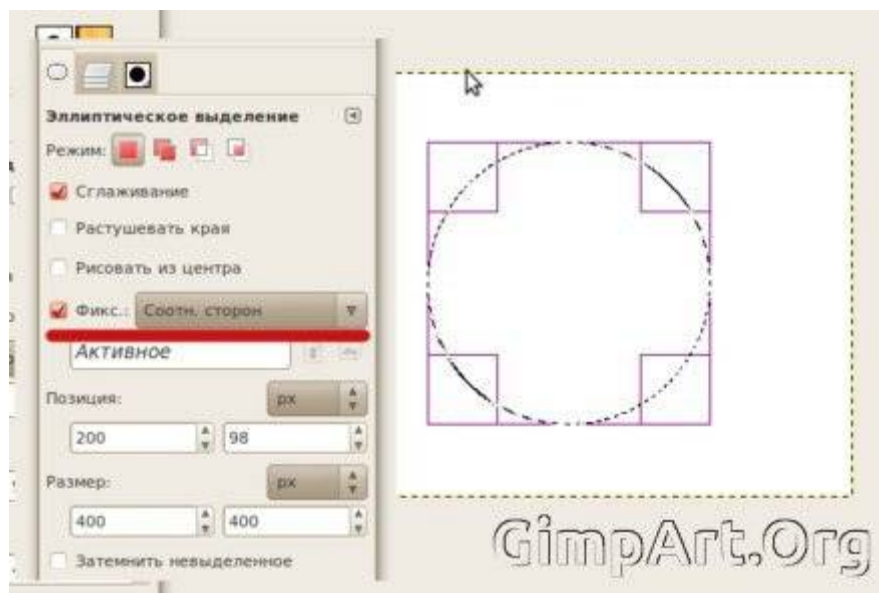 Эллиптическое выделение
Режим:
Сглаживание
Растушевать края
Рисовать из центра
Фикс.: Соотн. сторон
Активное
Позиция: px
200 98
Размер: px
400 400
Затемнить невыделенное
GimpArt.Org